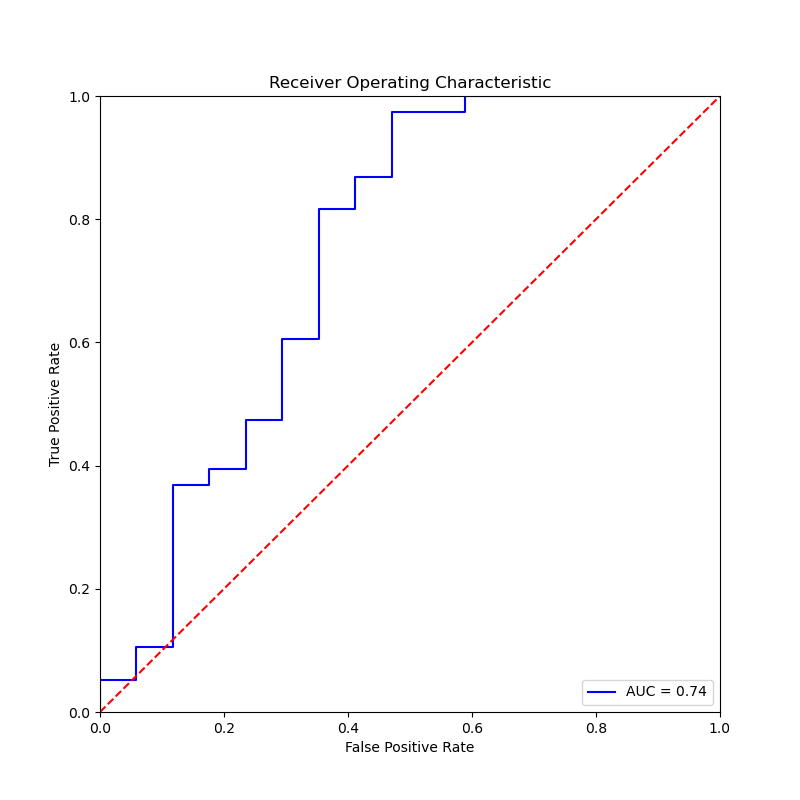 Receiver Operating Characteristic
1.0
0.8
0.6
0.4
0.2
0.0
True Positive Rate
AUC = 0.74
0.0 0.2 0.4 0.6 0.8 1.0
False Positive Rate